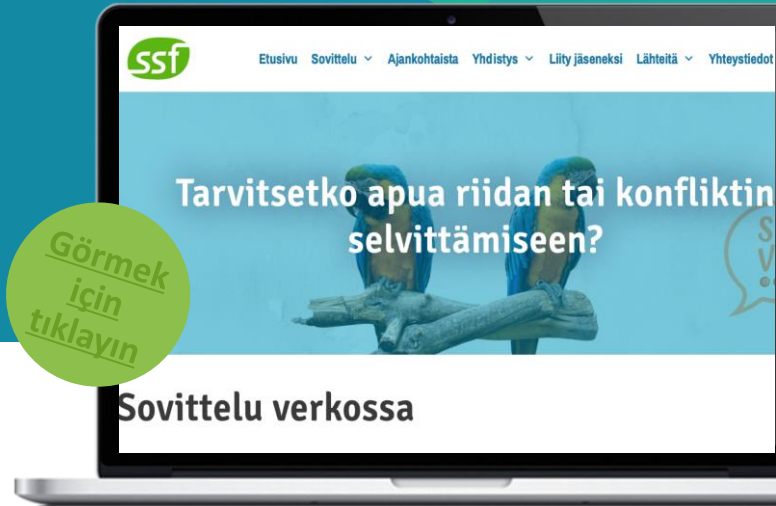 ssf
Etusivu Sovittelu Ajankohtaista Yhdistys Liity jäseneksi Lähteitä Yhteystiedot
Tarvitsetko apua riidan tai konfliktin
selvittämiseen?
Görmek
için
tıklayın
Sovittelu verkossa